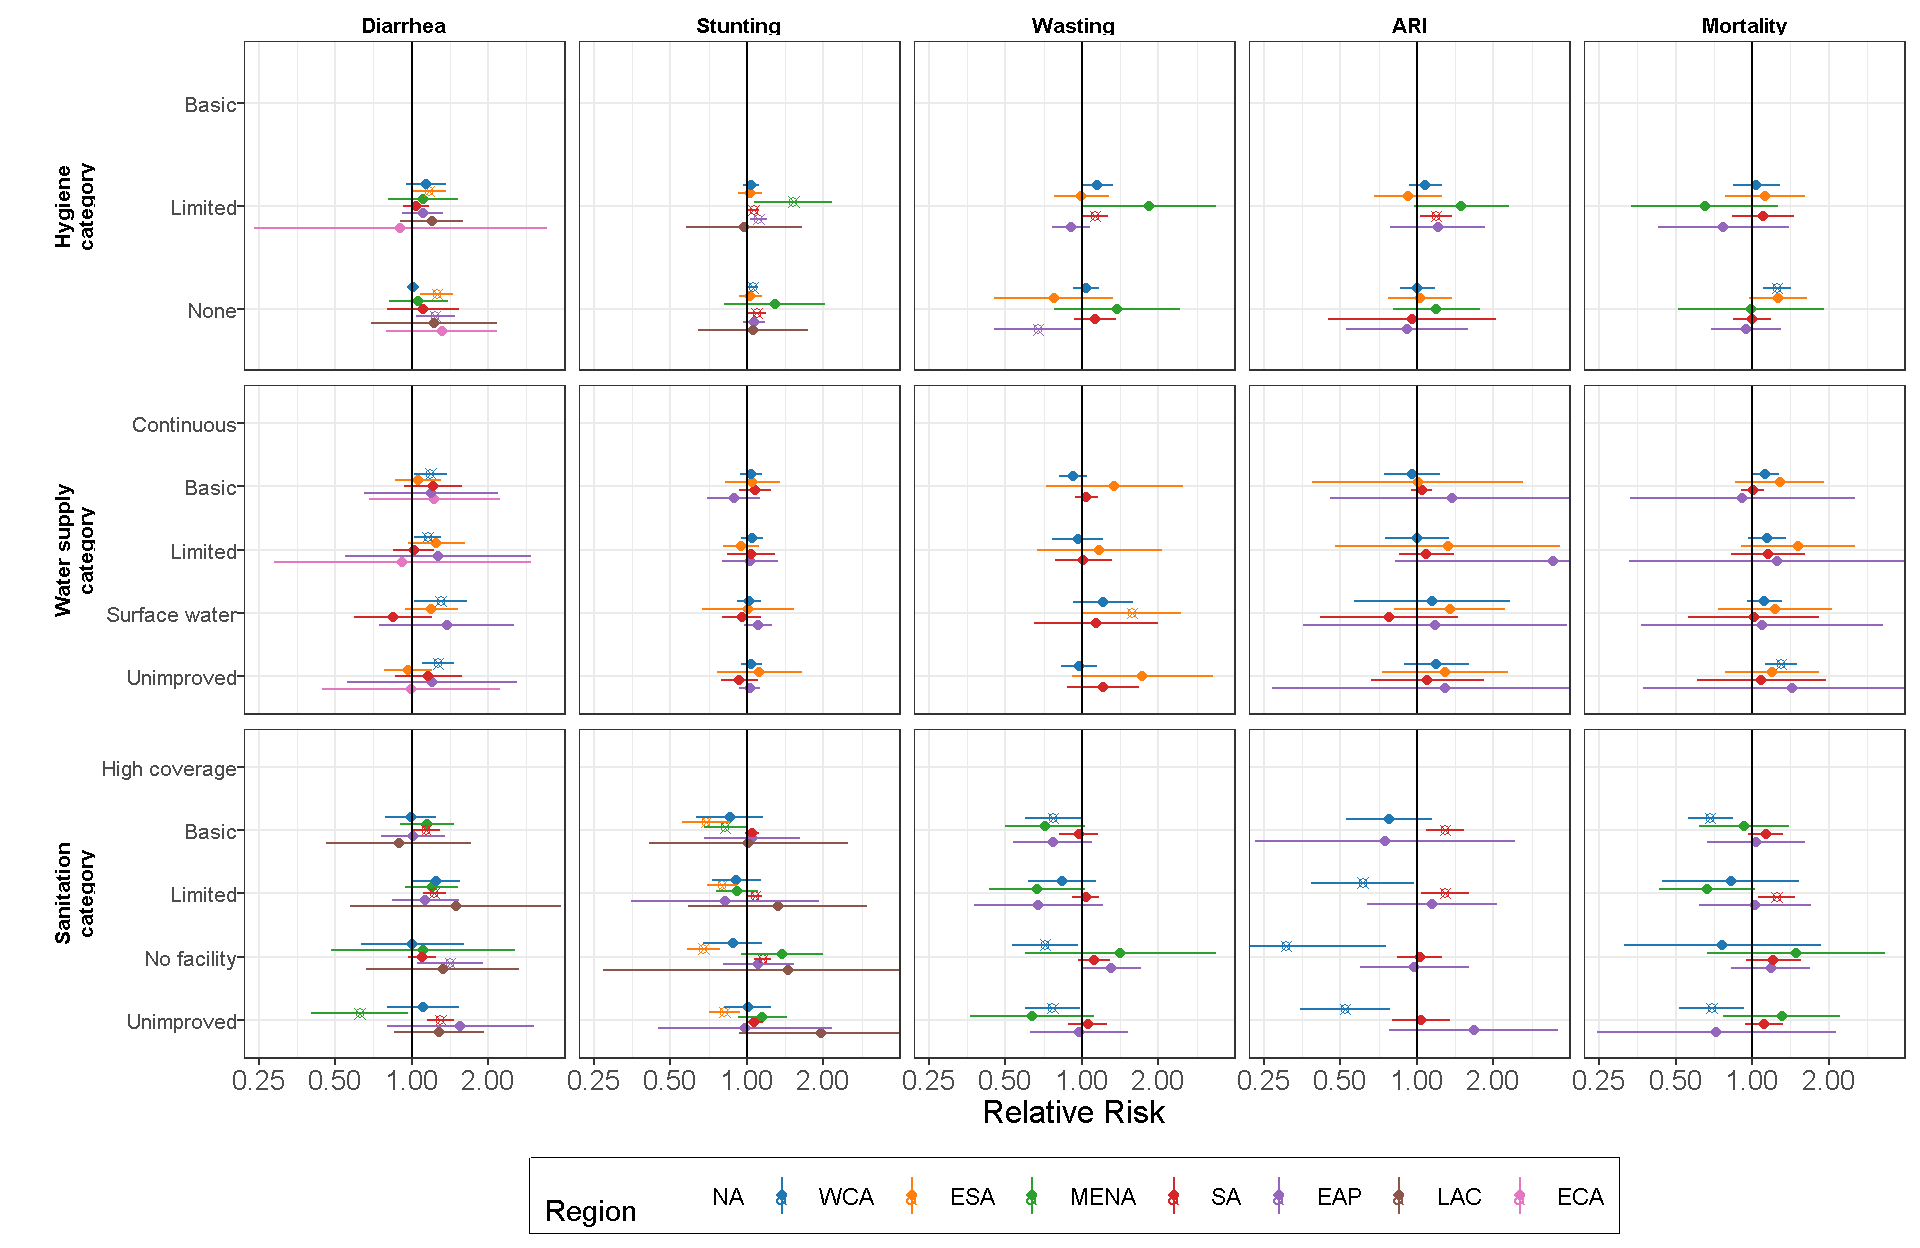 Diarrhea Stunting Wasting ARI Mortality
Hygiene
category
Basic
Limited
None
Water supply
category
Continuous
Basic
Limited
Surface water
Unimproved
Sanitation
category
High coverage
Basic
Limited
No facility
Unimproved
0.25 0.50 1.00 2.00 0.25 0.50 1.00 2.00 0.25 0.50 1.00 2.00 0.25 0.50 1.00 2.00 0.25 0.50 1.00 2.00
Relative Risk
Region NA WCA ESA MENA SA EAP LAC ECA